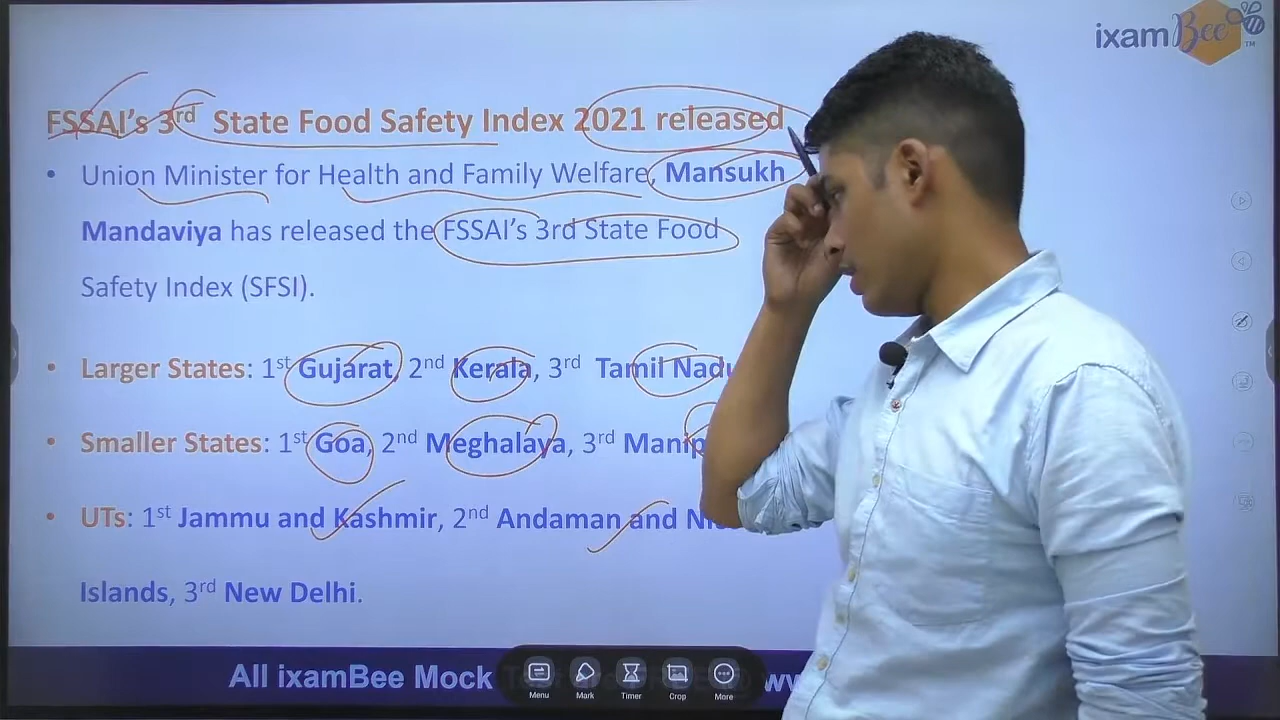 ixamBee™
FSSAI's 3rd State Food Safety Index 2021 released
• Union Minister for Health and Family Welfare, Mansukh
Mandaviya has released the FSSAI's 3rd State Food
Safety Index (SFSI).
• Larger States: 1st Gujarat, 2nd Kerala, 3rd Tamil Nadu
• Smaller States: 1st Goa, 2nd Meghalaya, 3rd
• UTs: 1st Jammu and Kashmir, 2nd Andaman and
Islands, 3rd New Delhi.
All ixamBee Mock
Menu Mark Timer Crop More